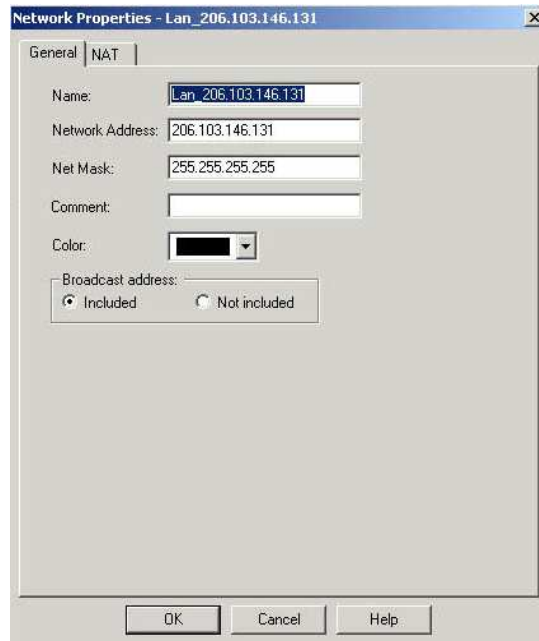 Network Properties - Lan_206.103.146.131
General NAT
Name: Lan_206.103.146.131
Network Address: 206.103.146.131
Net Mask: 255.255.255.255
Comment:
Color:
Broadcast address:
Included Not included
OK Cancel Help